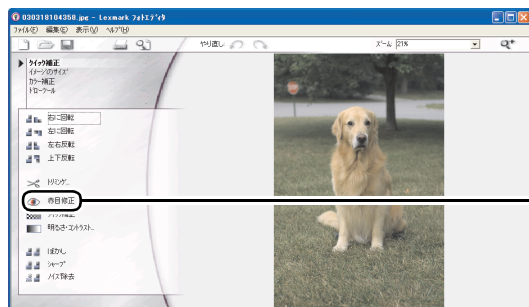 030318104358.jpg - Lexmark フォトエディタ
ファイル(F) 編集(E) 表示(V) ヘルプ(H)
やり直し ズーム 21%
クイック補正
イメージのサイズ
カラー補正
ドローツール
右に回転
左に回転
左右反転
上下反転
トリミング...
赤目修正
明るさ・コントラスト...
ぼかし
シャープ
ノイズ除去